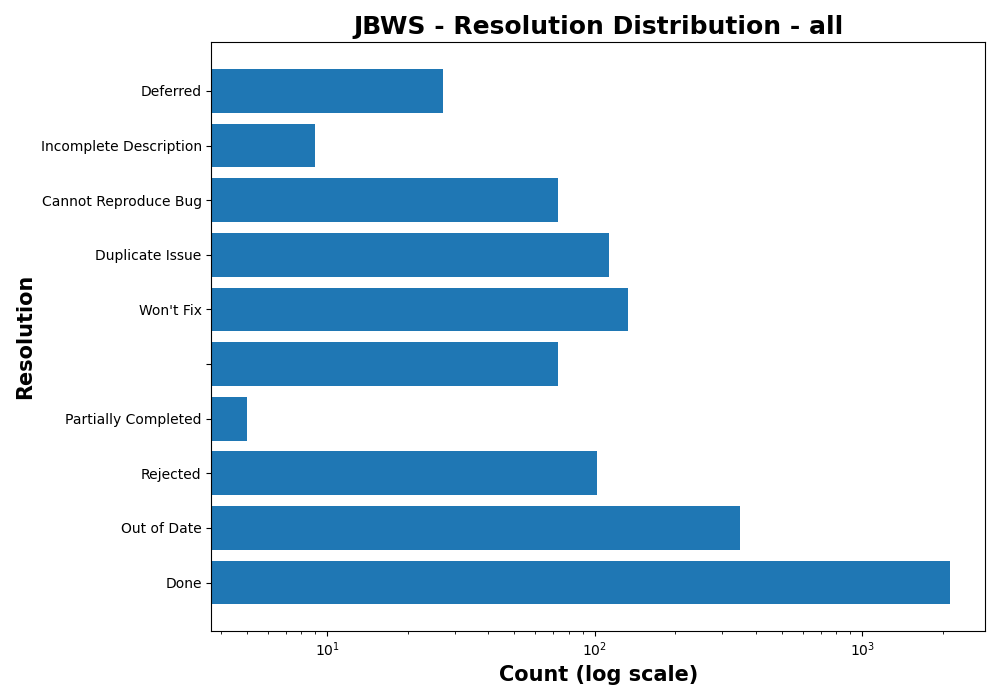 JBWS - Resolution Distribution - all
Deferred
Incomplete Description
Cannot Reproduce Bug
Duplicate Issue
Won't Fix
Partially Completed
Rejected
Out of Date
Done
Resolution
10¹ 10² 10³
Count (log scale)